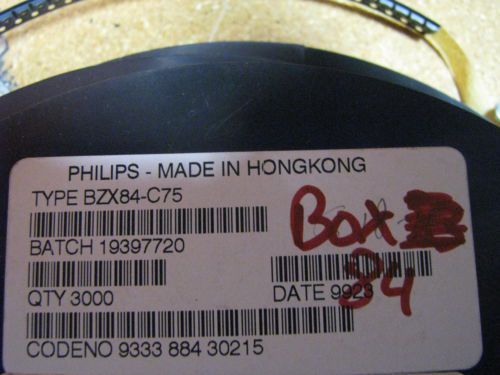 PHILIPS - MADE IN HONGKONG
TYPE BZX84-C75
BATCH 19397720
Box
84
QTY 3000
DATE 9923
CODENO 9333 884 30215